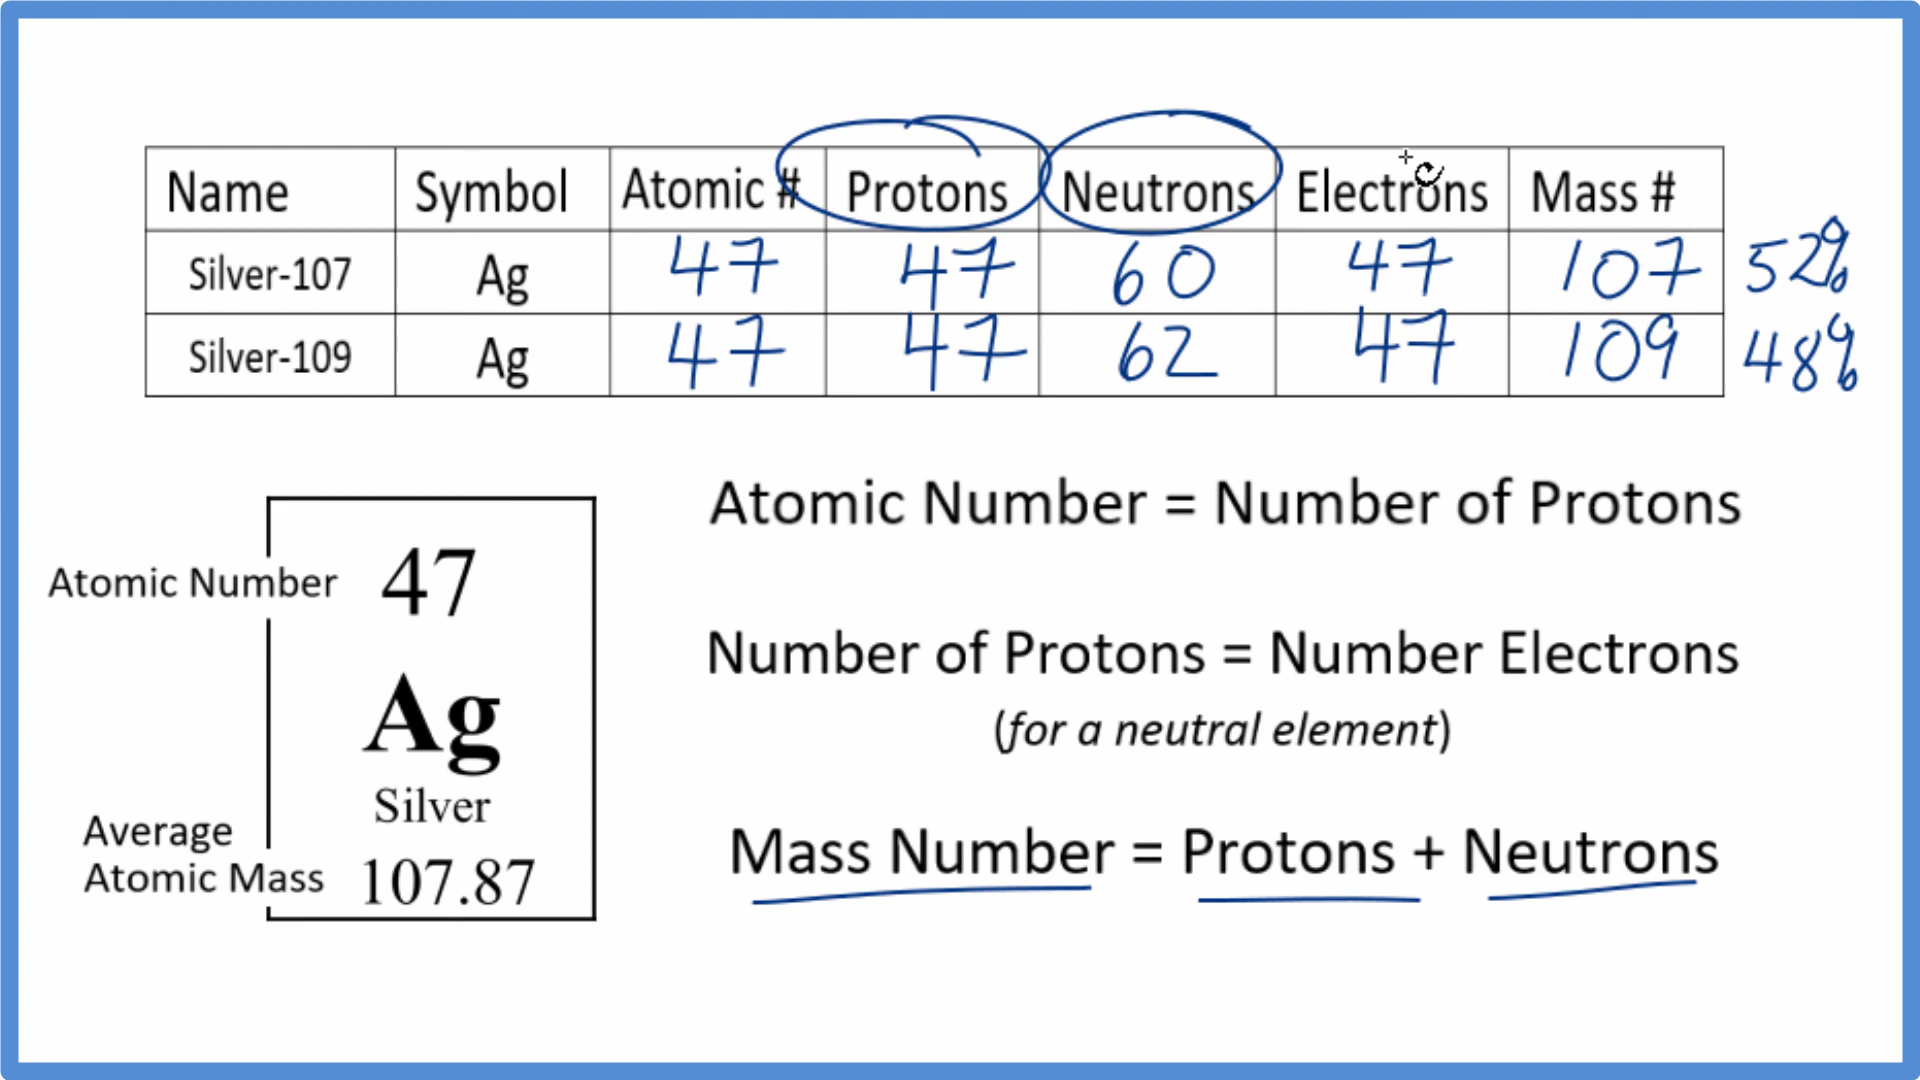 Name Symbol Atomic # Protons Neutrons Electrons Mass #
Silver-107 Ag 47 47 60 47 107 52%
Silver-109 Ag 47 47 62 47 109 48%
Atomic Number = Number of Protons
Atomic Number 47
Number of Protons = Number Electrons
(for a neutral element)
Ag
Silver
Average
Atomic Mass 107.87
Mass Number = Protons + Neutrons